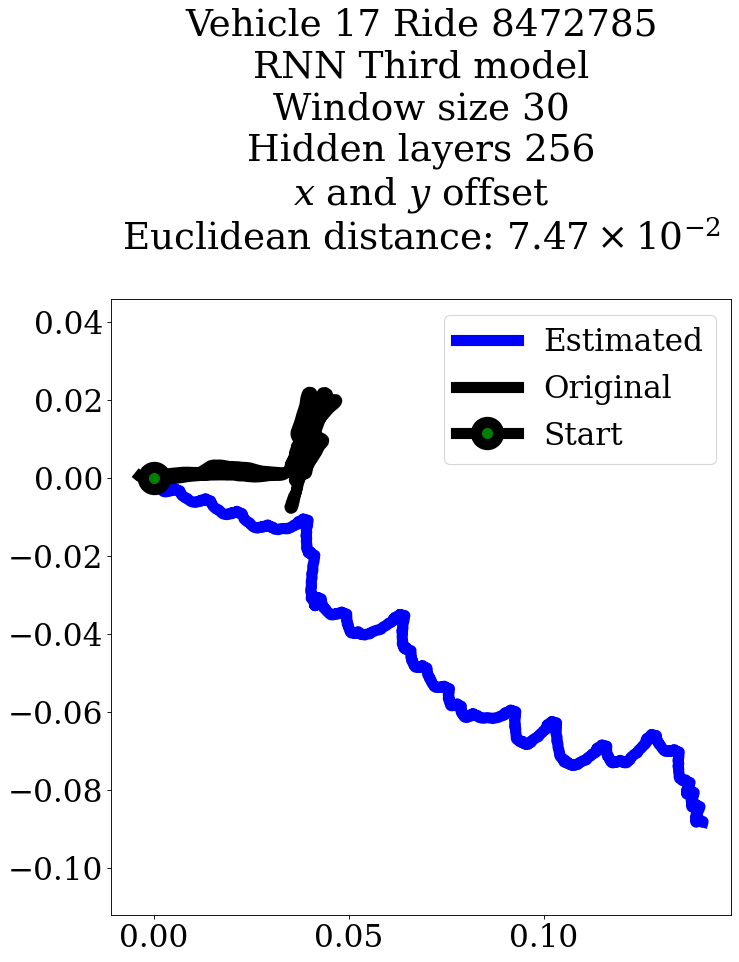 Vehicle 17 Ride 8472785
RNN Third model
Window size 30
Hidden layers 256
x and y offset
Euclidean distance: 7.47 × 10⁻²
Estimated
Original
Start
0.04
0.02
0.00
−0.02
−0.04
−0.06
−0.08
−0.10
0.00 0.05 0.10